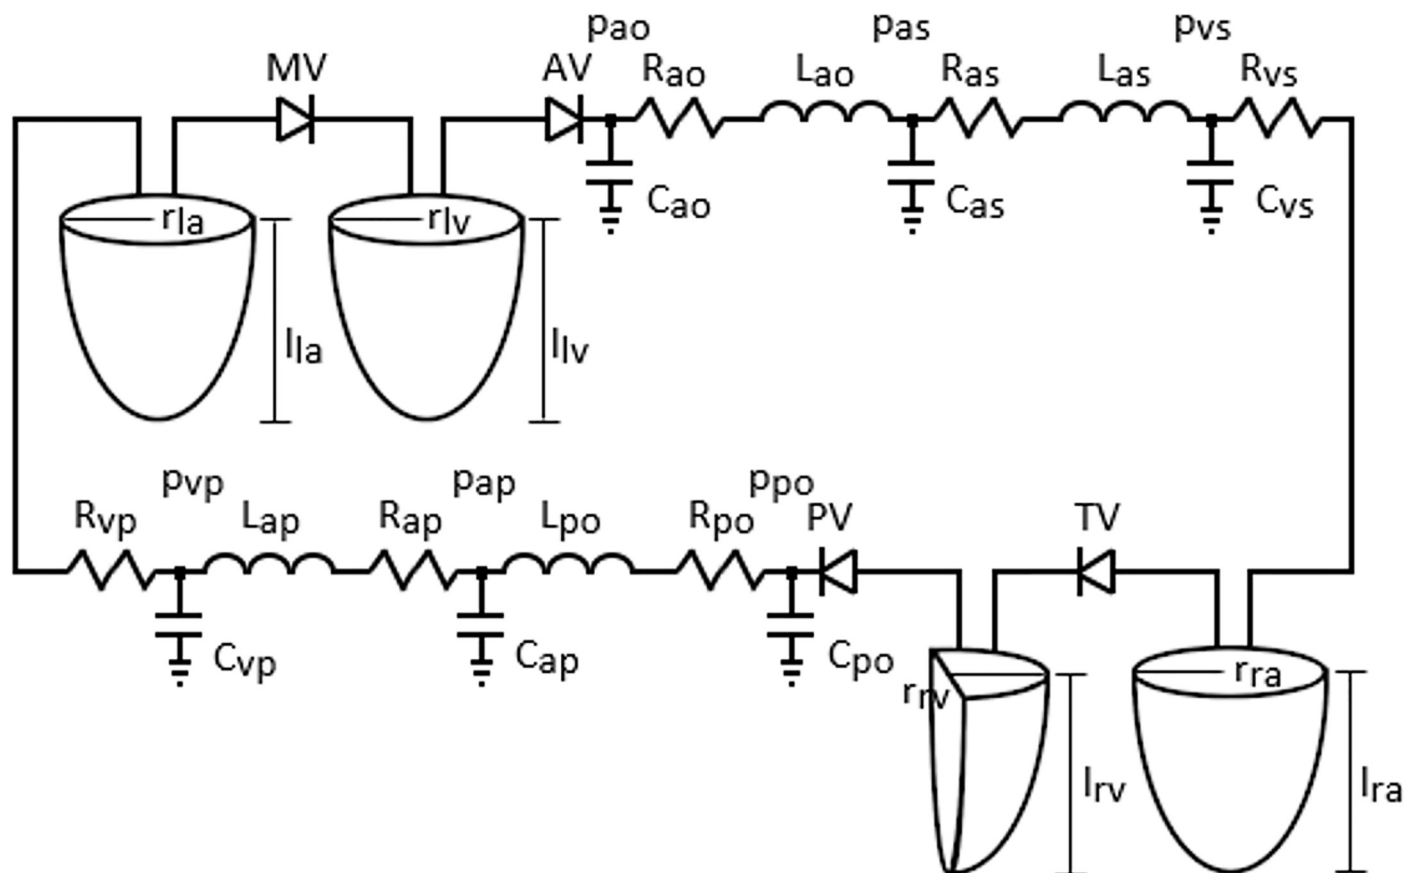 pao pas pvs
MV AV Rao Lao Ras Las Rvs
Cao Cas Cvs
rla rlv
lla llv
pvp pap ppo
Rvp Lap Rap Lpo Rpo PV TV
Cvp Cap Cpo
rrv rra
lrv lra